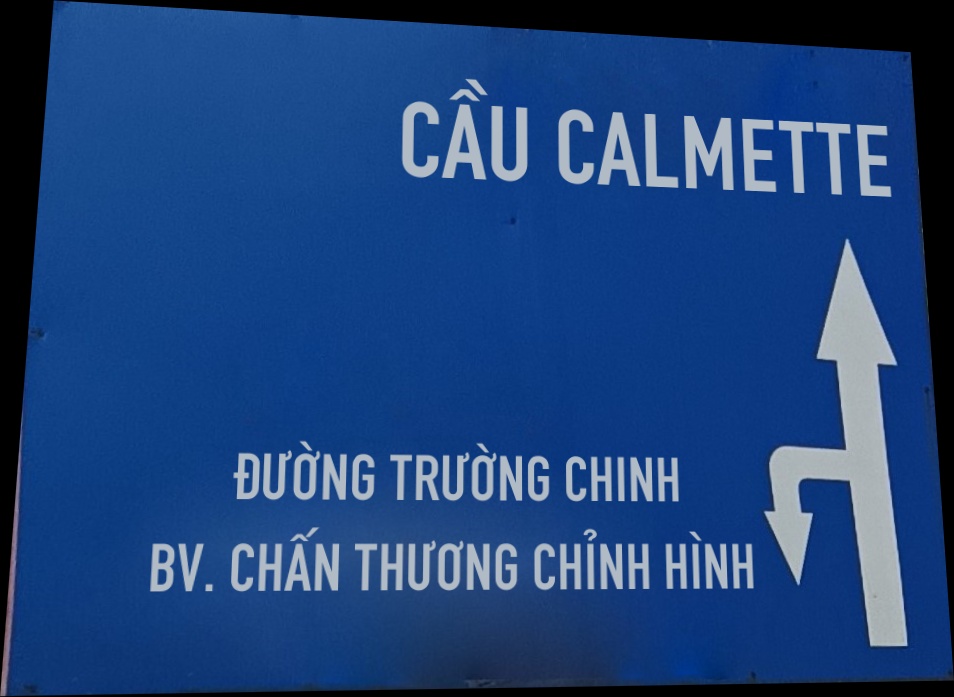 CẦU CALMETTE
ĐƯỜNG TRƯỜNG CHINH
BV. CHẤN THƯƠNG CHỈNH HÌNH